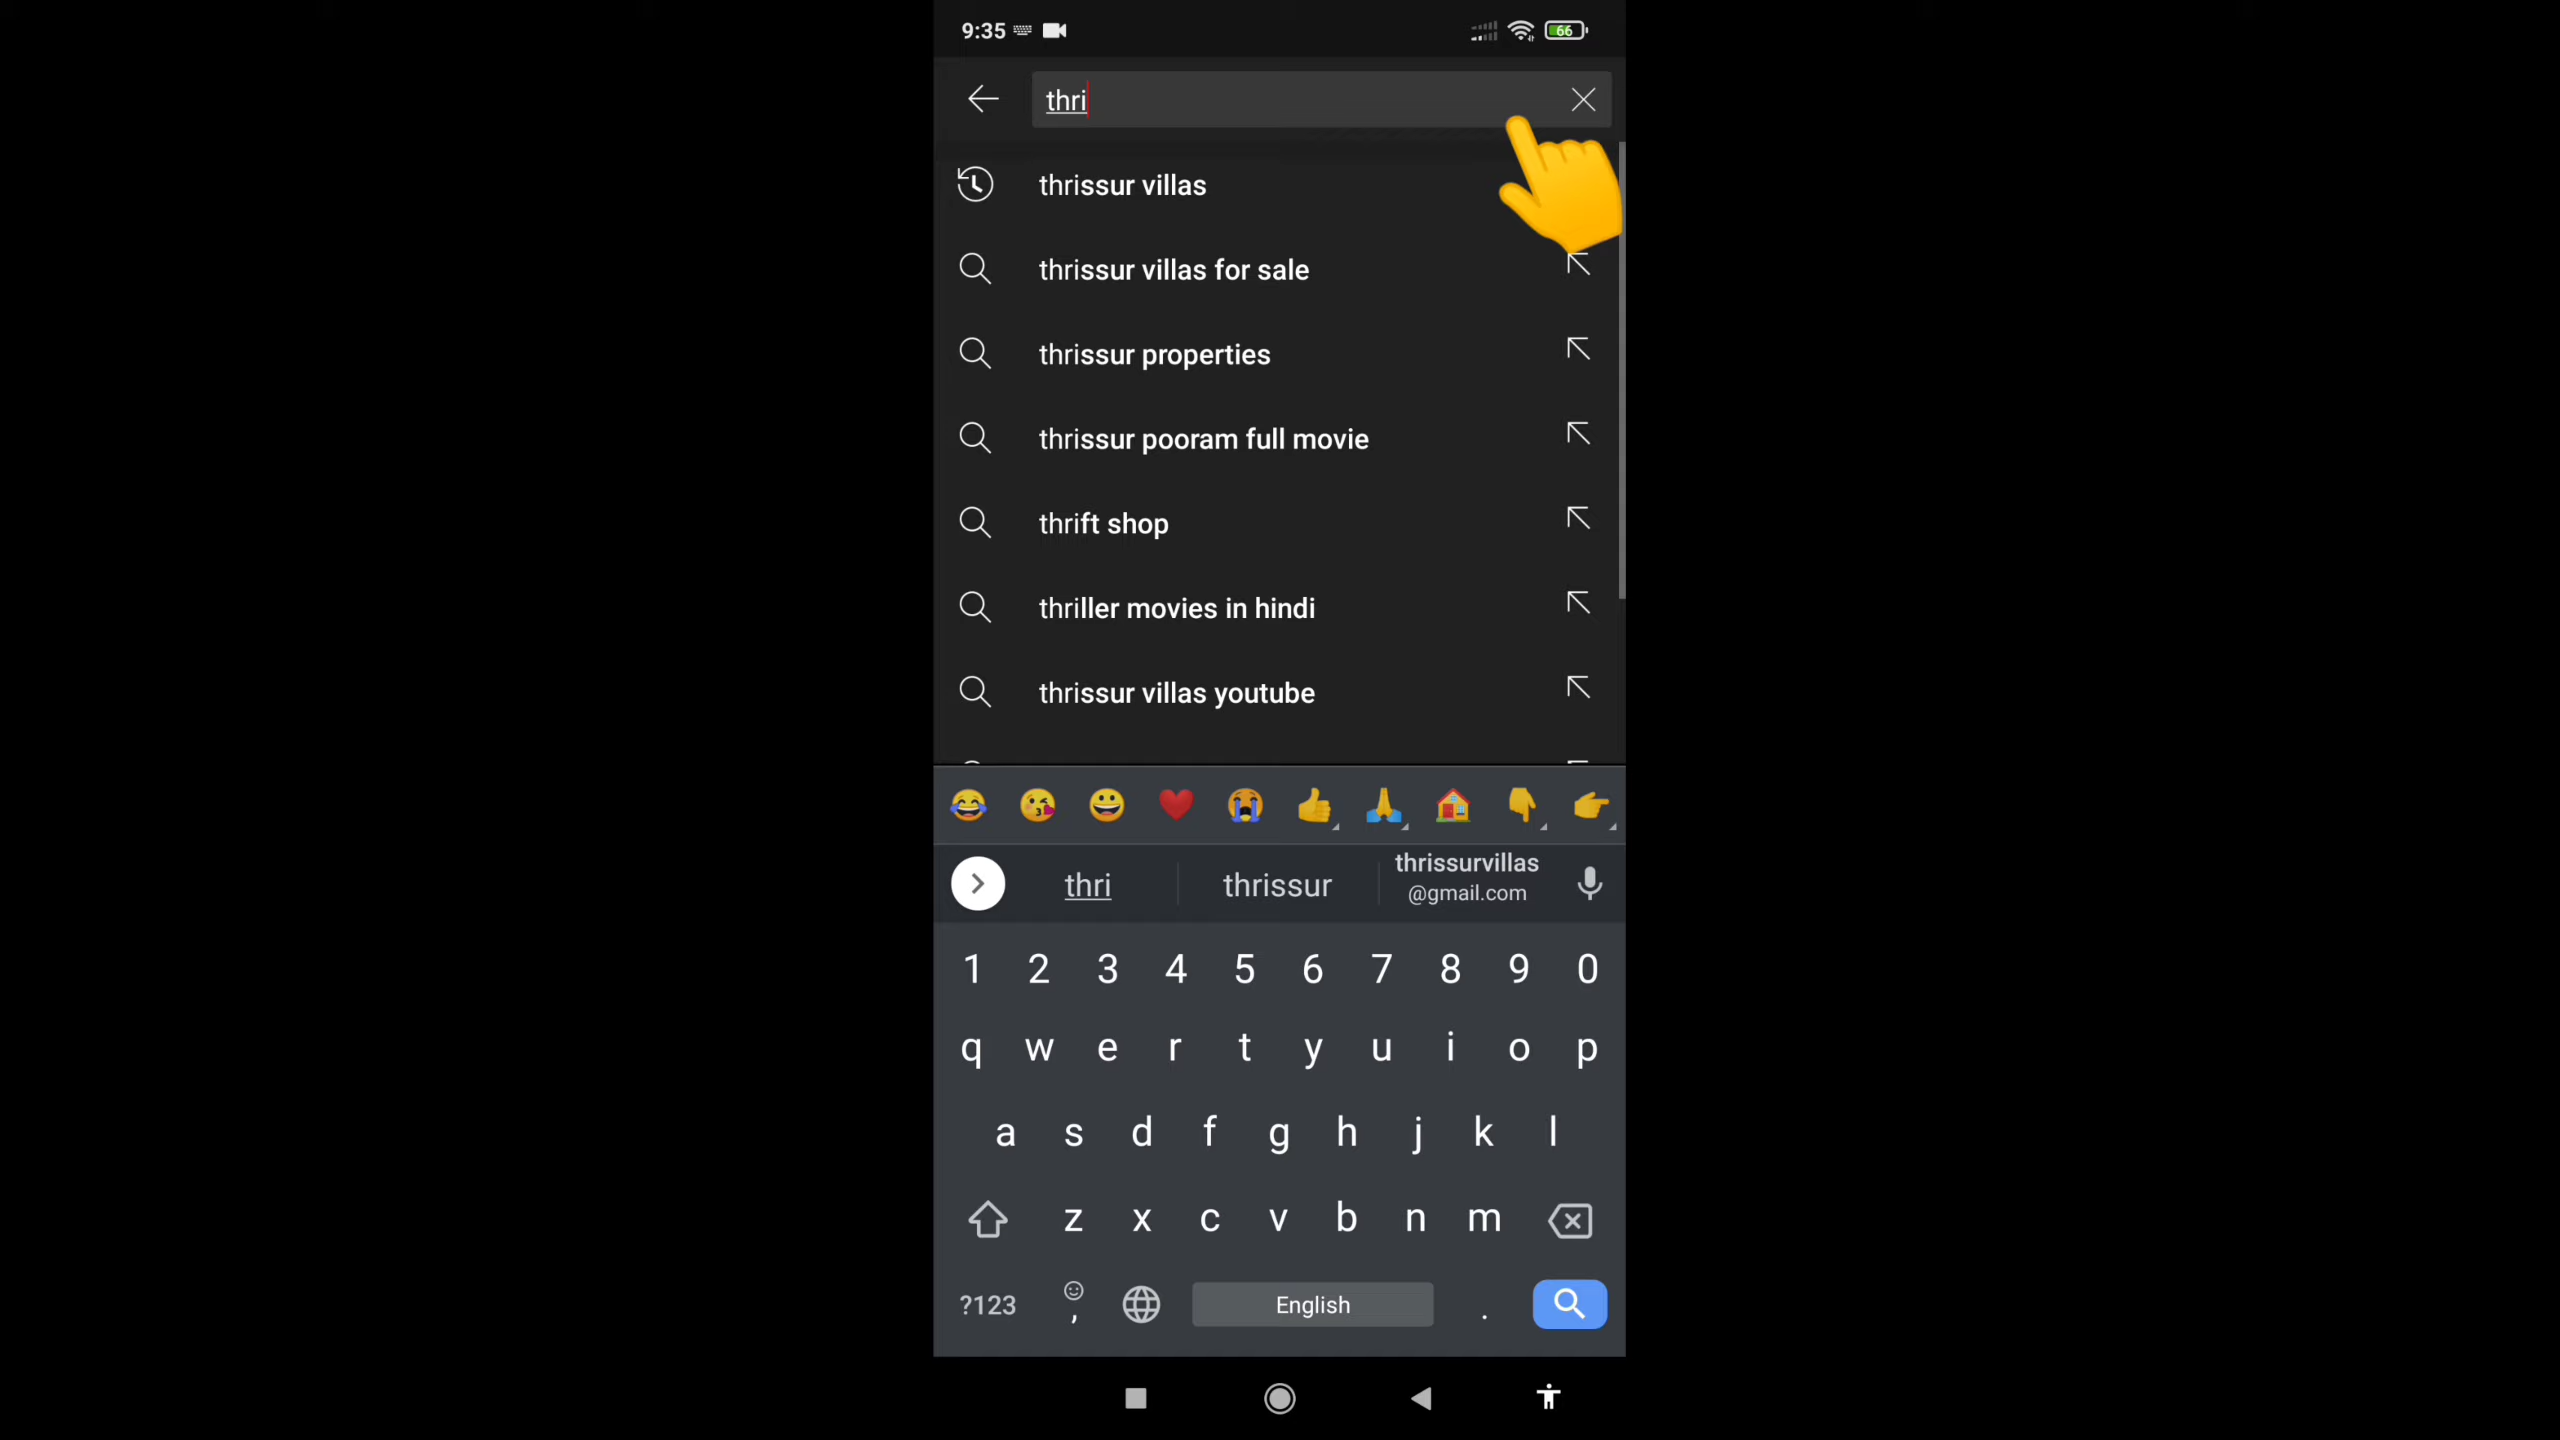 9:35
66
thri
thrissur villas
thrissur villas for sale
thrissur properties
thrissur pooram full movie
thrift shop
thriller movies in hindi
thrissur villas youtube
thri
thrissur
thrissurvillas
@gmail.com
1 2 3 4 5 6 7 8 9 0
q w e r t y u i o p
a s d f g h j k l
z x c v b n m
?123 , English .